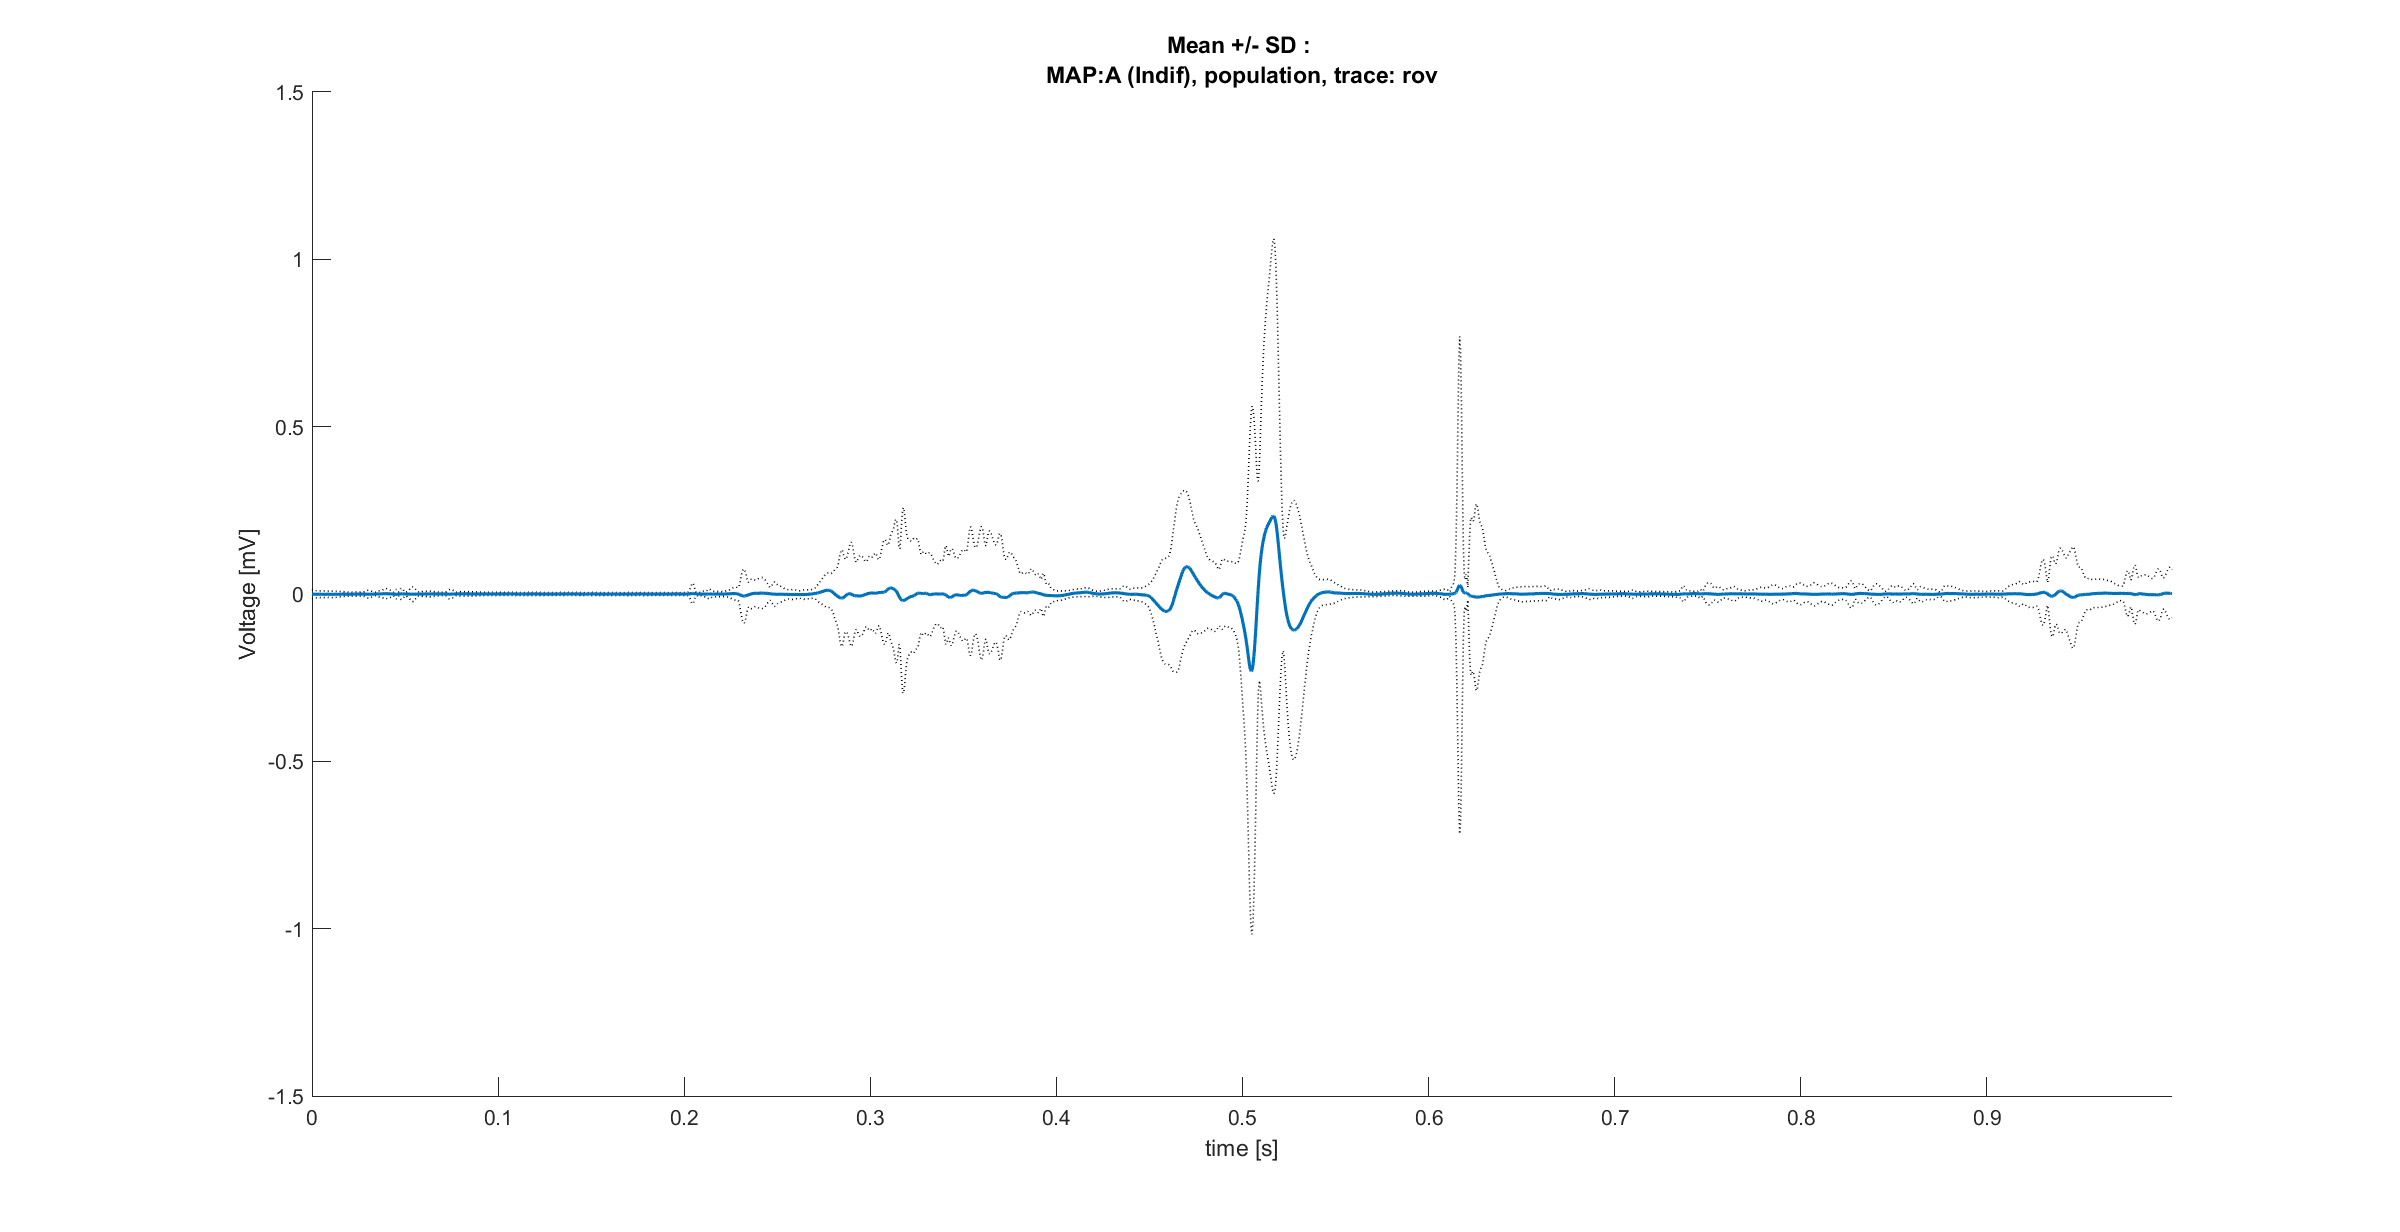 Mean +/- SD :
MAP:A (Indif), population, trace: rov
1.5
1
0.5
0
-0.5
-1
-1.5
Voltage [mV]
0 0.1 0.2 0.3 0.4 0.5 0.6 0.7 0.8 0.9
time [s]